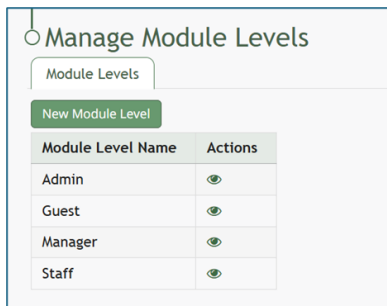 Manage Module Levels
Module Levels
New Module Level
Module Level Name Actions
Admin
Guest
Manager
Staff